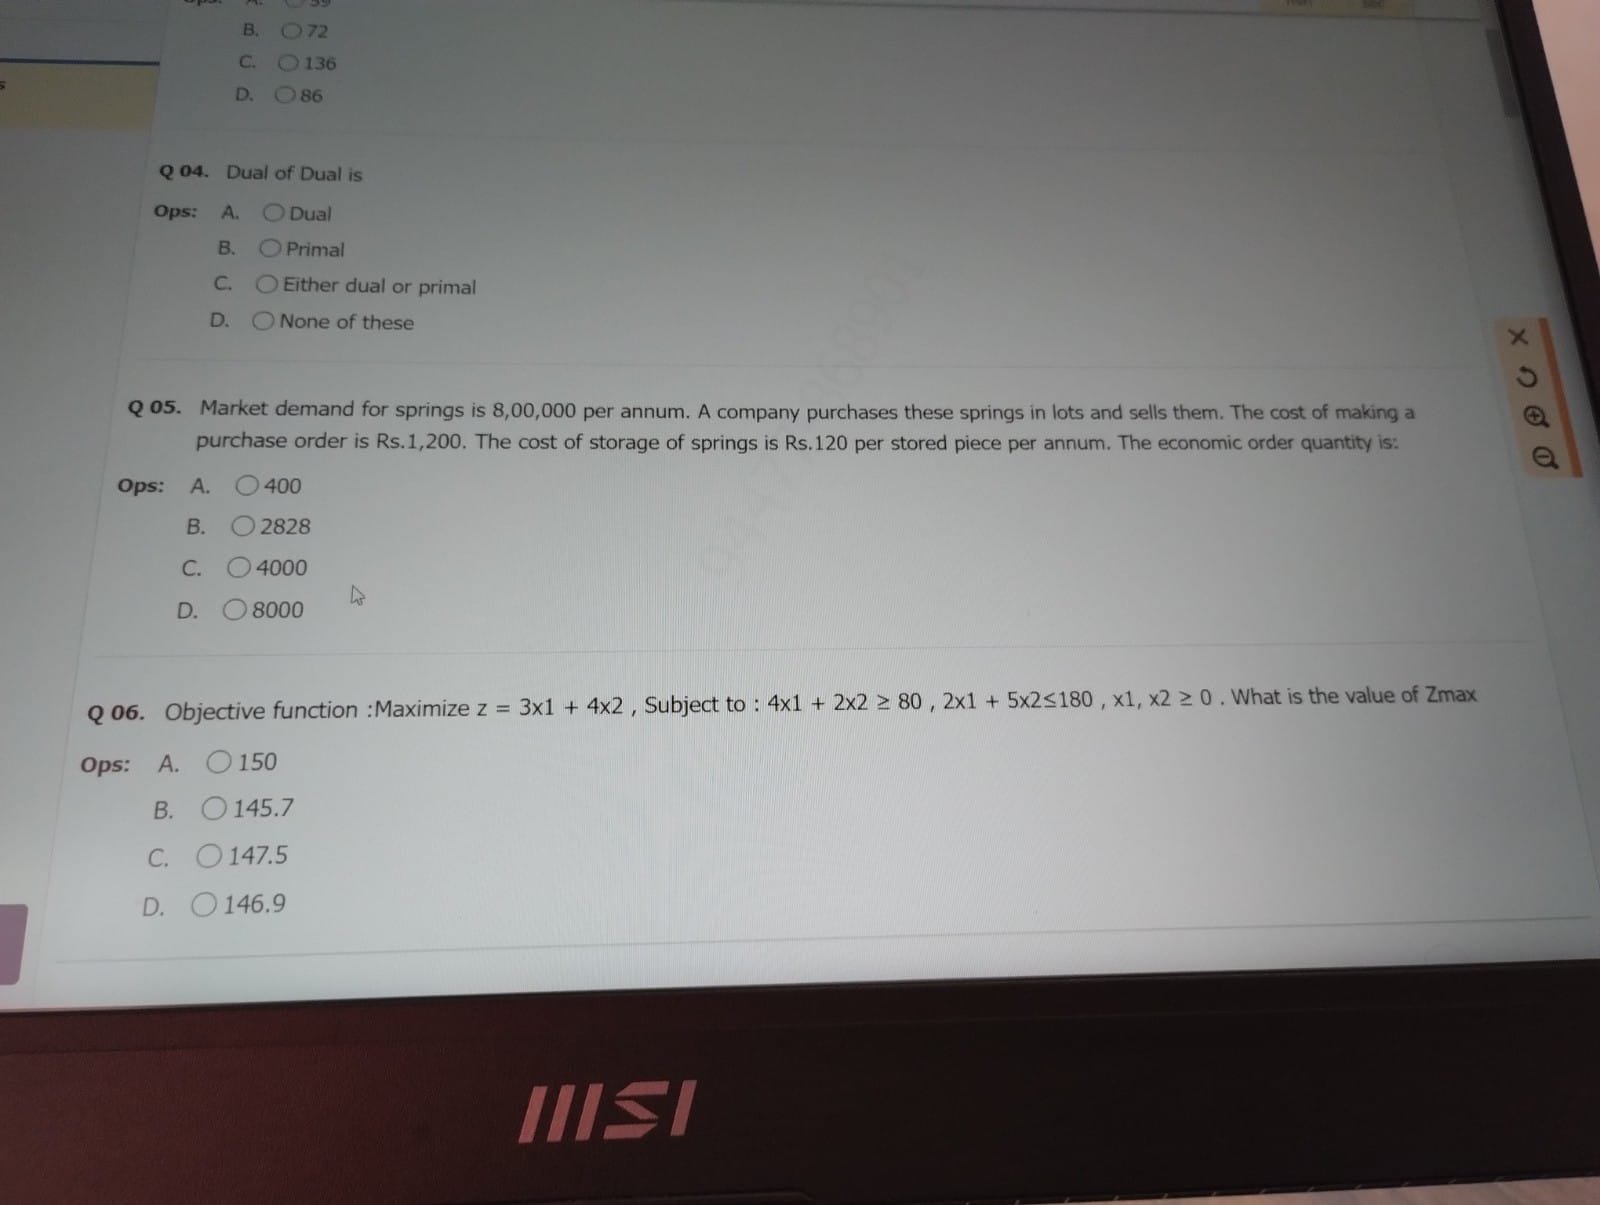 B. 72
C. 136
D. 86
Q 04. Dual of Dual is
Ops: A. Dual
B. Primal
C. Either dual or primal
D. None of these
Q 05. Market demand for springs is 8,00,000 per annum. A company purchases these springs in lots and sells them. The cost of making a
purchase order is Rs.1,200. The cost of storage of springs is Rs.120 per stored piece per annum. The economic order quantity is:
Ops: A. 400
B. 2828
C. 4000
D. 8000
Q 06. Objective function :Maximize z = 3x1 + 4x2 , Subject to : 4x1 + 2x2 ≥ 80 , 2x1 + 5x2≤180 , x1, x2 ≥ 0 . What is the value of Zmax
Ops: A. 150
B. 145.7
C. 147.5
D. 146.9
msi